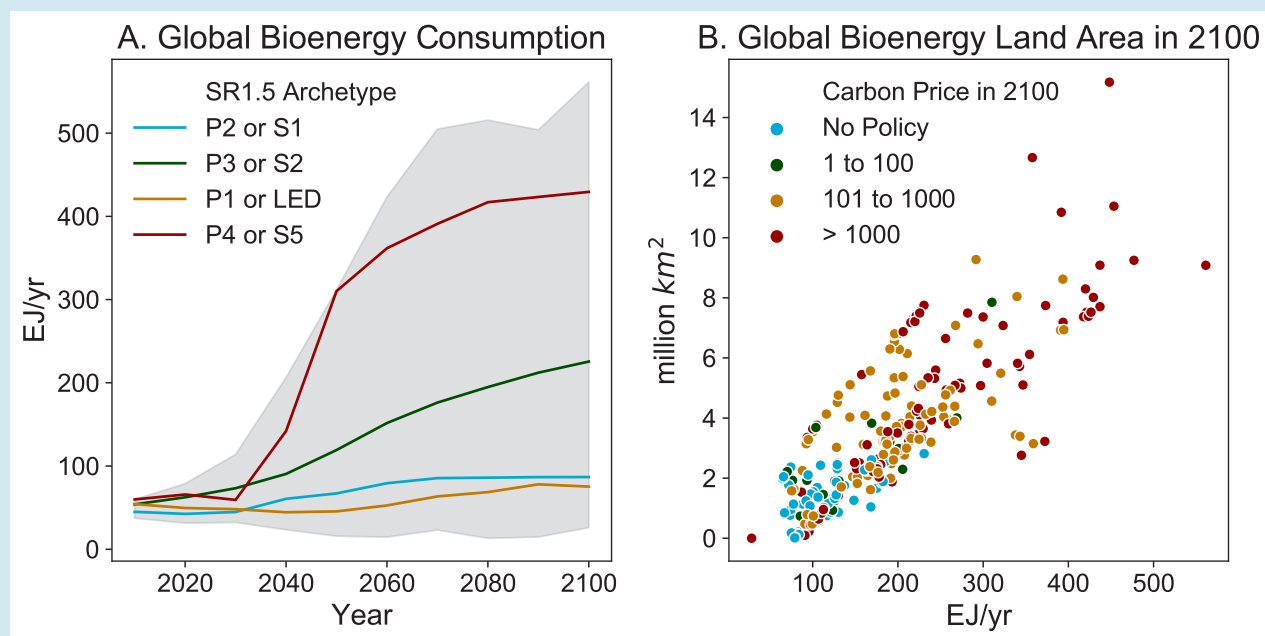 A. Global Bioenergy Consumption
SR1.5 Archetype
P2 or S1
P3 or S2
P1 or LED
P4 or S5
500
400
300
200
100
0
EJ/yr
2020
2040
2060
2080
2100
Year
B. Global Bioenergy Land Area in 2100
Carbon Price in 2100
No Policy
1 to 100
101 to 1000
> 1000
14
12
10
8
6
4
2
0
million km²
100
200
300
400
500
EJ/yr